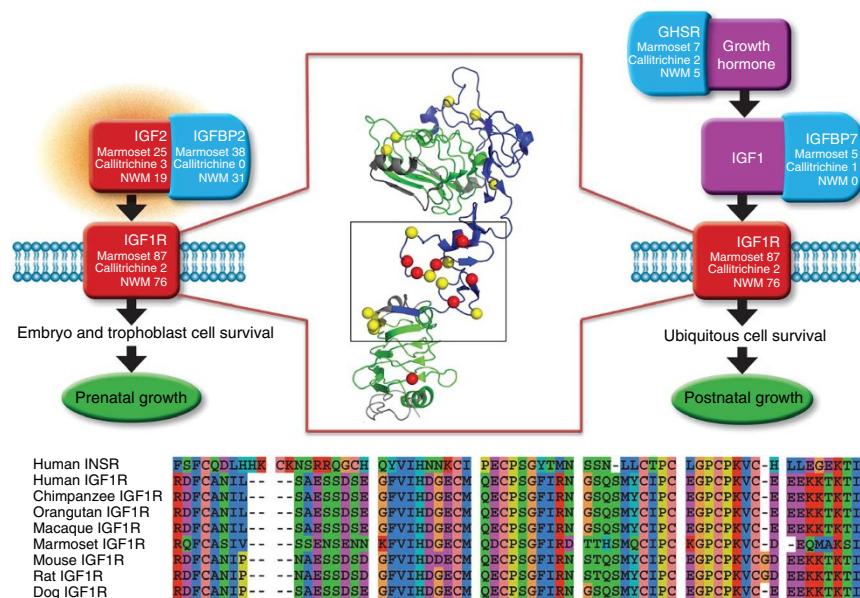 GHSR
Marmoset 7
Callitrichine 2
NWM 5
Growth
hormone
IGF2
Marmoset 25
Callitrichine 3
NWM 19
IGFBP2
Marmoset 38
Callitrichine 0
NWM 31
IGF1
IGFBP7
Marmoset 5
Callitrichine 1
NWM 0
IGF1R
Marmoset 87
Callitrichine 2
NWM 76
IGF1R
Marmoset 87
Callitrichine 2
NWM 76
Embryo and trophoblast cell survival
Ubiquitous cell survival
Prenatal growth
Postnatal growth
Human INSR FSFCQDLHHK CKNSRRQGCH QYVIHNNKCI PECPSGYTMN SSN-LLCTPC LGPCPKVC-H LLEGEKTI
Human IGF1R RDFCANIL-- --SAESSDSE GFVIHDGECM QECPSGFIRN GSQSMYCIPC EGPCPKVC-E EEKKTKTI
Chimpanzee IGF1R RDFCANIL-- --SAESSDSE GFVIHDGECM QECPSGFIRN GSQSMYCIPC EGPCPKVC-E EEKKTKTI
Orangutan IGF1R RDFCANIL-- --SAESSDSE GFVIHDGECM QECPSGFIRN GSQSMYCIPC EGPCPKVC-E EEKKTKTI
Macaque IGF1R RDFCANIL-- --SAESSDSE GFVIHDGECM QECPSGFIRN GSQSMYCIPC EGPCPKVC-E EEKKTKTI
Marmoset IGF1R RQFCASIV-- --SSENSENN KFVIHDGECM QDCPSGFIRD TTHSMQCIPC KGPCPKVC-D -EQMAKSI
Mouse IGF1R RDFCANIP-- --NAESSDSD GFVIHDDECM QECPSGFIRN STQSMYCIPC EGPCPKVCGD EEKKTKTI
Rat IGF1R RDFCANIP-- --NAESSDSD GFVIHDGECM QECPSGFIRN STQSMYCIPC EGPCPKVCGD EEKKTKTI
Dog IGF1R RDFCANIP-- --NAESSDSE GFVIHDGECM QECPSGFIRN GSQSMYCIPC EGPCPKVC-E EEKKTKTI